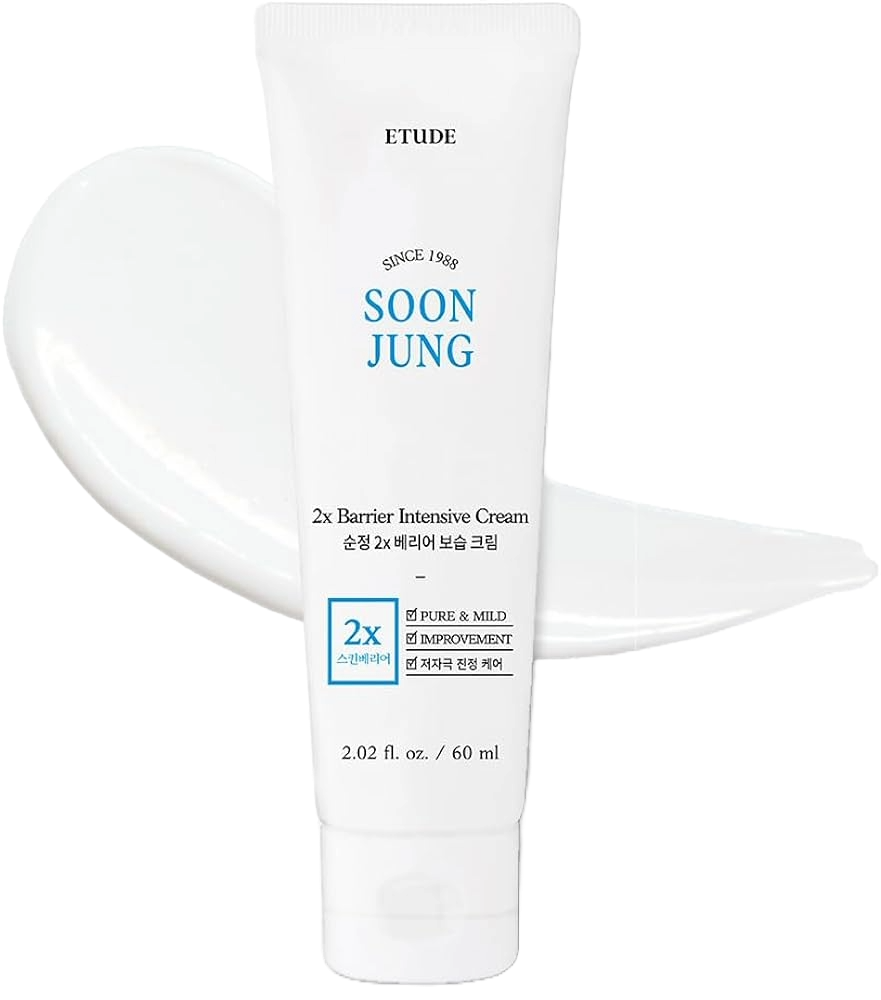 ETUDE
SINCE 1988
SOON
JUNG
2x Barrier Intensive Cream
순정 2x 베리어 보습 크림
2x
스킨베리어
☑ PURE & MILD
☑ IMPROVEMENT
☑ 저자극 진정 케어
2.02 fl. oz. / 60 ml